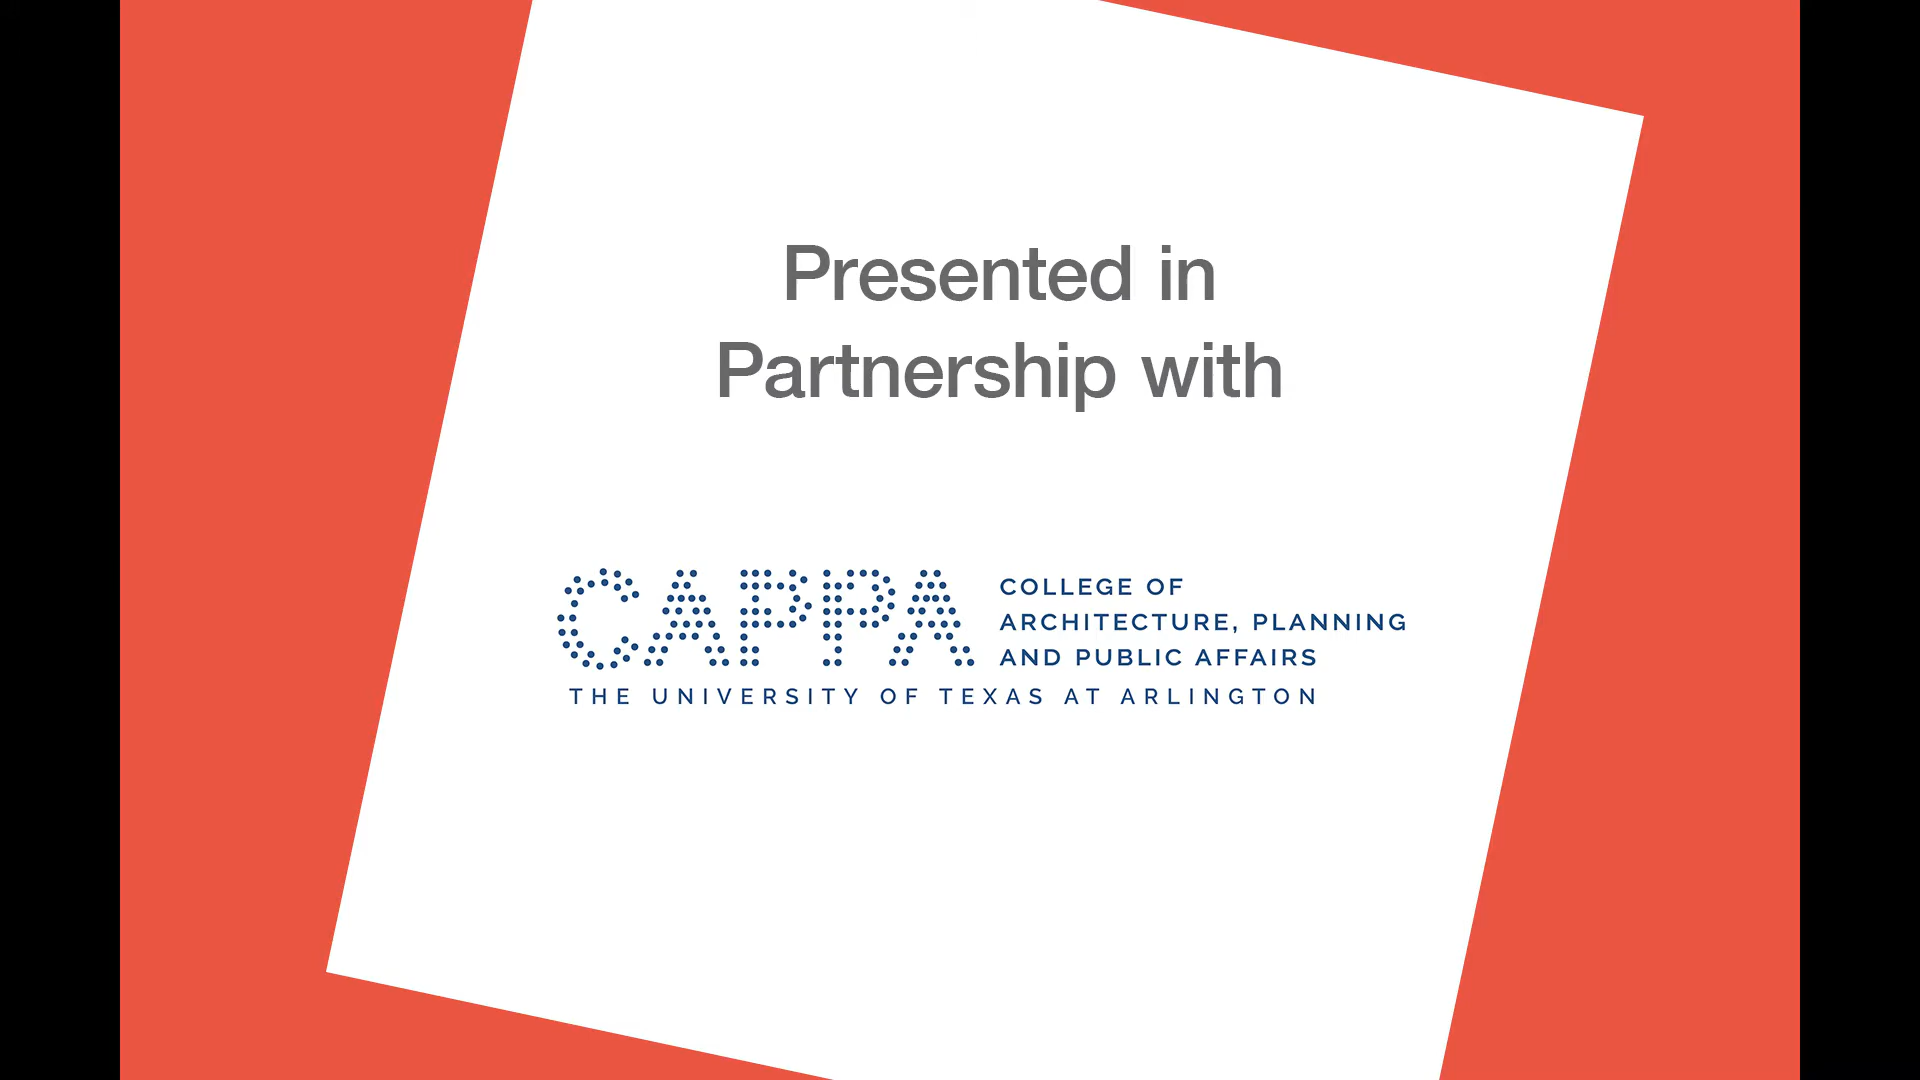 Presented in
Partnership with
CAPPA
COLLEGE OF
ARCHITECTURE, PLANNING
AND PUBLIC AFFAIRS
THE UNIVERSITY OF TEXAS AT ARLINGTON